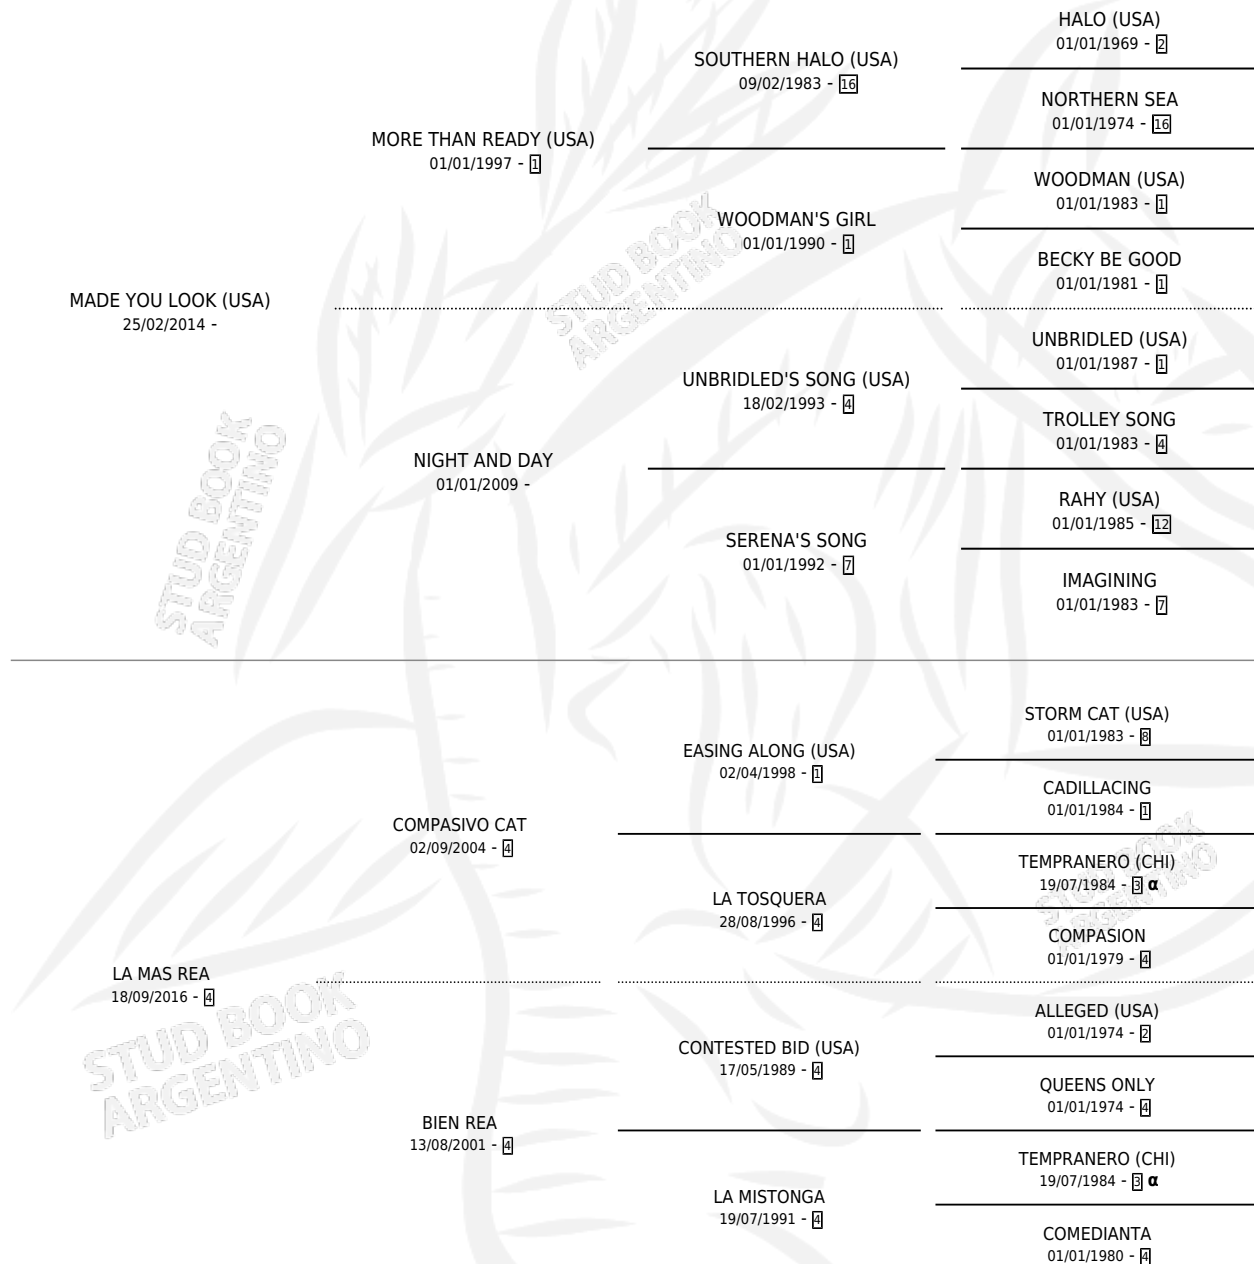 HALO (USA)
01/01/1969 - 2
SOUTHERN HALO (USA)
09/02/1983 - 16
NORTHERN SEA
01/01/1974 - 16
MORE THAN READY (USA)
01/01/1997 - 1
WOODMAN (USA)
01/01/1983 - 1
WOODMAN'S GIRL
01/01/1990 - 1
BECKY BE GOOD
01/01/1981 - 1
MADE YOU LOOK (USA)
25/02/2014 -
UNBRIDLED (USA)
01/01/1987 - 1
UNBRIDLED'S SONG (USA)
18/02/1993 - 4
TROLLEY SONG
01/01/1983 - 4
NIGHT AND DAY
01/01/2009 -
RAHY (USA)
01/01/1985 - 12
SERENA'S SONG
01/01/1992 - 7
IMAGINING
01/01/1983 - 7
STORM CAT (USA)
01/01/1983 - 8
EASING ALONG (USA)
02/04/1998 - 1
CADILLACING
01/01/1984 - 1
COMPASIVO CAT
02/09/2004 - 4
TEMPRANERO (CHI)
19/07/1984 - 3 α
LA TOSQUERA
28/08/1996 - 4
COMPASION
01/01/1979 - 4
LA MAS REA
18/09/2016 - 4
ALLEGED (USA)
01/01/1974 - 2
CONTESTED BID (USA)
17/05/1989 - 4
QUEENS ONLY
01/01/1974 - 4
BIEN REA
13/08/2001 - 4
TEMPRANERO (CHI)
19/07/1984 - 3 α
LA MISTONGA
19/07/1991 - 4
COMEDIANTA
01/01/1980 - 4
STUD BOOK
ARGENTINO
STUD BOOK
ARGENTINO
STUD BOOK
ARGENTINO
STUD BOOK
ARGENTINO